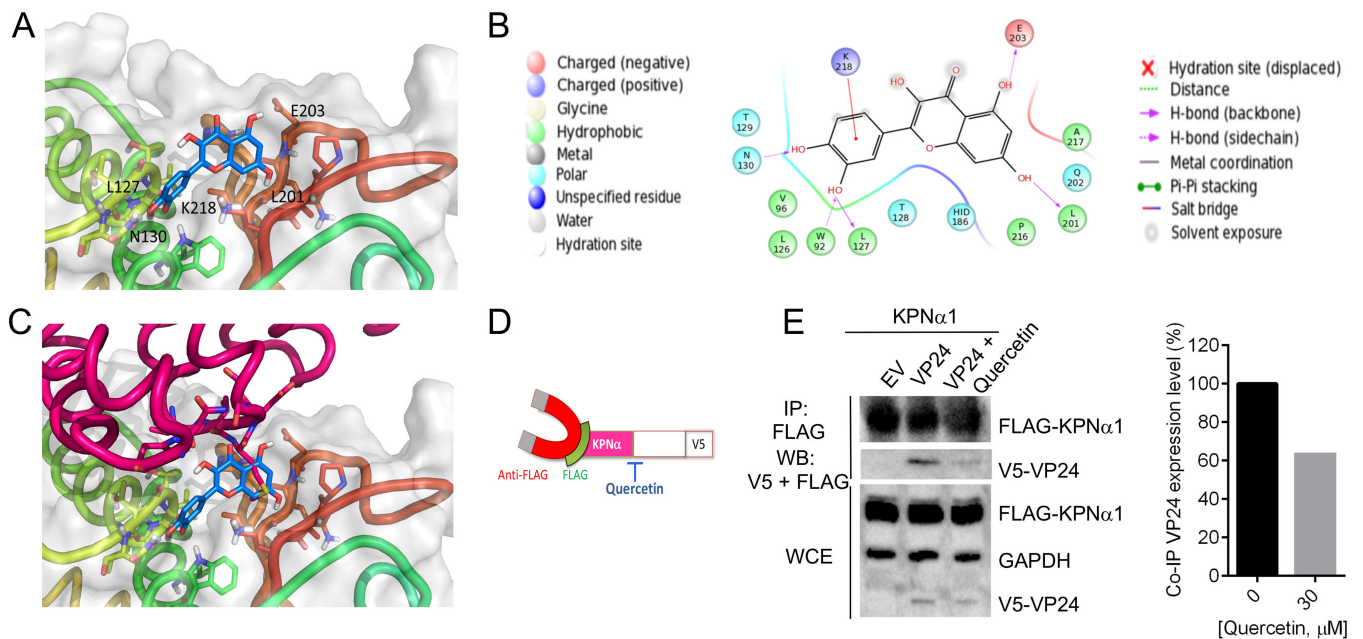 A
E203
L127
L201
K218
N130
B
Charged (negative)
Charged (positive)
Glycine
Hydrophobic
Metal
Polar
Unspecified residue
Water
Hydration site
E
203
K
218
HO
O
OH
T
129
N
130
HO
O
A
217
Q
202
V
96
HO
OH
T
128
HID
186
L
201
L
126
W
92
L
127
P
216
Hydration site (displaced)
Distance
H-bond (backbone)
H-bond (sidechain)
Metal coordination
Pi-Pi stacking
Salt bridge
Solvent exposure
C
D
KPNα
V5
Anti-FLAG
FLAG
Quercetin
E
KPNα1
EV
VP24
VP24 +
Quercetin
IP:
FLAG
WB:
V5 + FLAG
FLAG-KPNα1
V5-VP24
WCE
FLAG-KPNα1
GAPDH
V5-VP24
Co-IP VP24 expression level (%)
120
100
80
60
40
20
0
0
30
[Quercetin, μM]